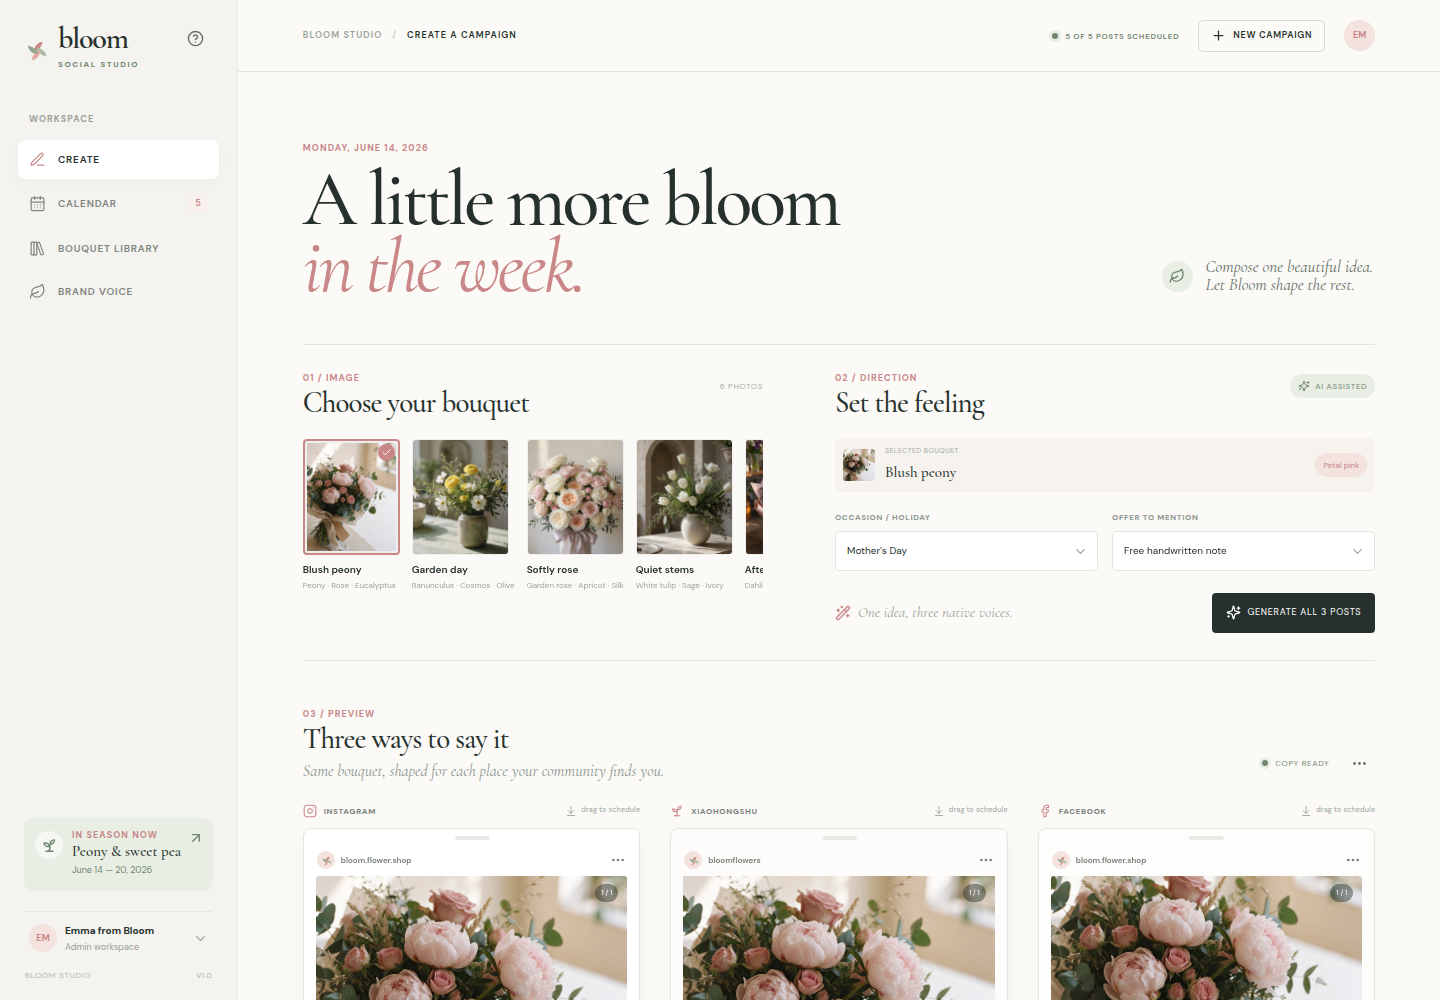 bloom
SOCIAL STUDIO
WORKSPACE
CREATE
CALENDAR
5
BOUQUET LIBRARY
BRAND VOICE
IN SEASON NOW
Peony & sweet pea
June 14 — 20, 2026
EM
Emma from Bloom
Admin workspace
BLOOM STUDIO
V1.0
BLOOM STUDIO / CREATE A CAMPAIGN
5 OF 5 POSTS SCHEDULED
NEW CAMPAIGN
EM
MONDAY, JUNE 14, 2026
A little more bloom
in the week.
Compose one beautiful idea.
Let Bloom shape the rest.
01 / IMAGE
Choose your bouquet
6 PHOTOS
Blush peony
Peony · Rose · Eucalyptus
Garden day
Ranunculus · Cosmos · Olive
Softly rose
Garden rose · Apricot · Silk
Quiet stems
White tulip · Sage · Ivory
Afte
Dahli
02 / DIRECTION
Set the feeling
AI ASSISTED
SELECTED BOUQUET
Blush peony
Petal pink
OCCASION / HOLIDAY
Mother's Day
OFFER TO MENTION
Free handwritten note
One idea, three native voices.
GENERATE ALL 3 POSTS
03 / PREVIEW
Three ways to say it
Same bouquet, shaped for each place your community finds you.
COPY READY
INSTAGRAM
drag to schedule
bloom.flower.shop
1/1
XIAOHONGSHU
drag to schedule
bloomflowers
1/1
FACEBOOK
drag to schedule
bloom.flower.shop
1/1